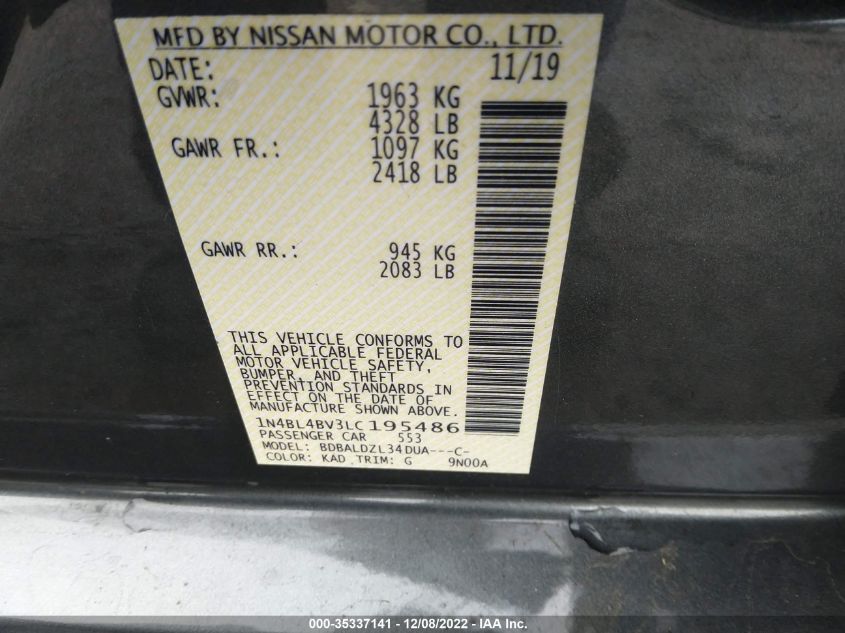 MFD BY NISSAN MOTOR CO., LTD.
DATE: 11/19
GVWR: 1963 KG
4328 LB
GAWR FR.: 1097 KG
2418 LB
GAWR RR.: 945 KG
2083 LB
THIS VEHICLE CONFORMS TO
ALL APPLICABLE FEDERAL
MOTOR VEHICLE SAFETY,
BUMPER, AND THEFT
PREVENTION STANDARDS IN
EFFECT ON THE DATE OF
MANUFACTURE SHOWN ABOVE.
1N4BL4BV3LC195486
PASSENGER CAR 553
MODEL: BDBALDZL34DUA---C-
COLOR: KAD TRIM: G 9N00A
000-35337141 - 12/08/2022 - IAA Inc.